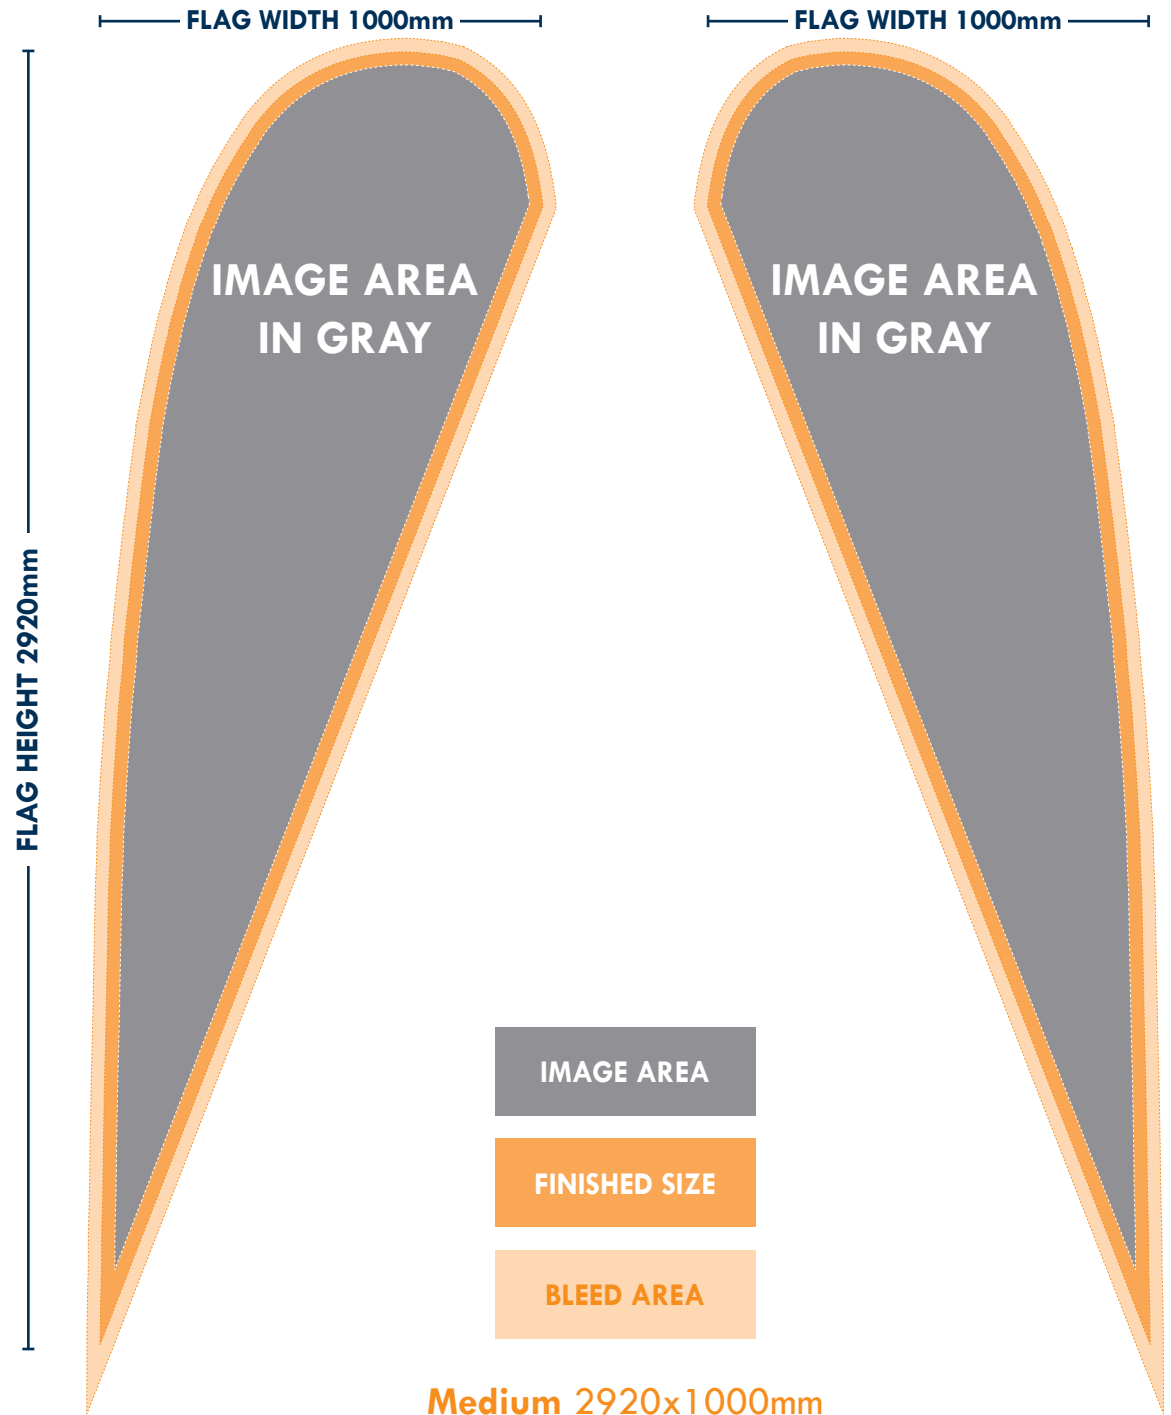 FLAG WIDTH 1000mm
FLAG WIDTH 1000mm
FLAG HEIGHT 2920mm
IMAGE AREA
IN GRAY
IMAGE AREA
IN GRAY
IMAGE AREA
FINISHED SIZE
BLEED AREA
Medium 2920x1000mm